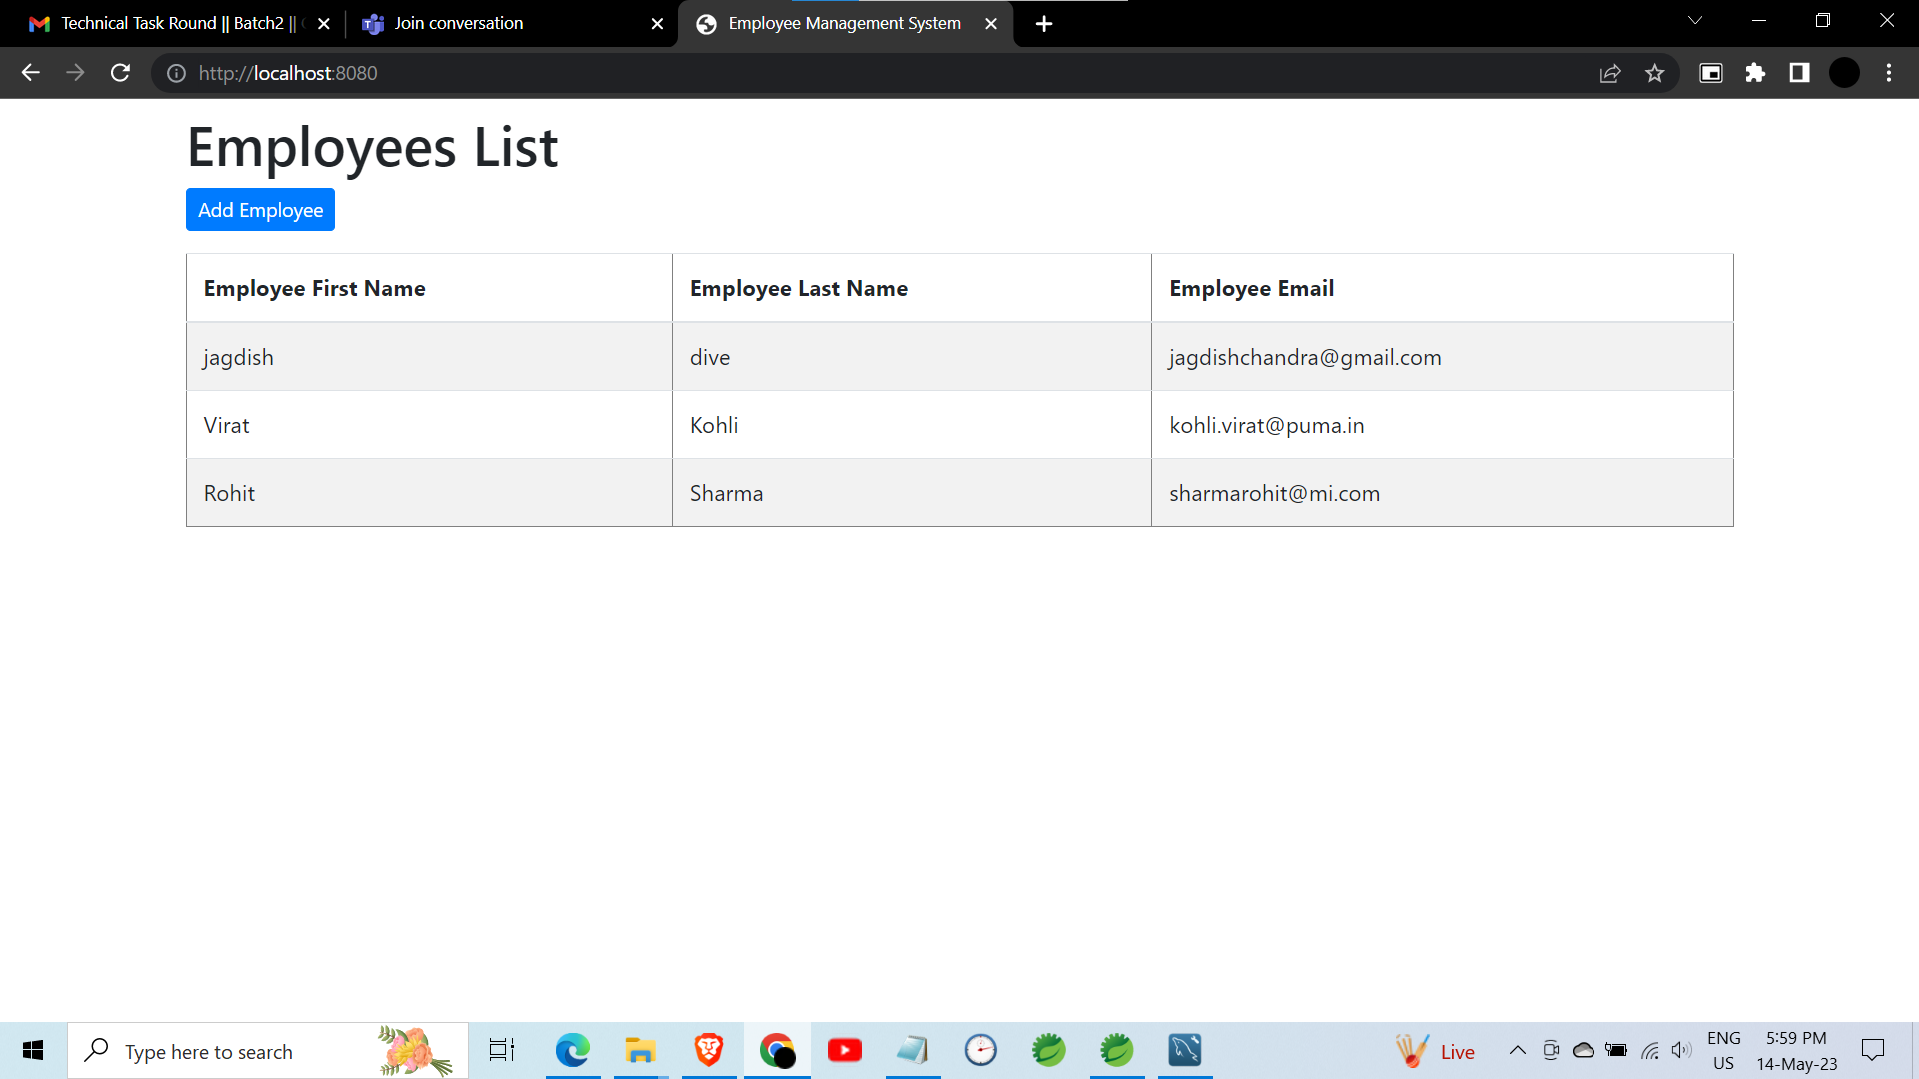 Technical Task Round || Batch2 ||
Join conversation
Employee Management System
http://localhost:8080
Employees List
Add Employee
Employee First Name Employee Last Name Employee Email
jagdish dive jagdishchandra@gmail.com
Virat Kohli kohli.virat@puma.in
Rohit Sharma sharmarohit@mi.com
Type here to search
Live
ENG
US
5:59 PM
14-May-23